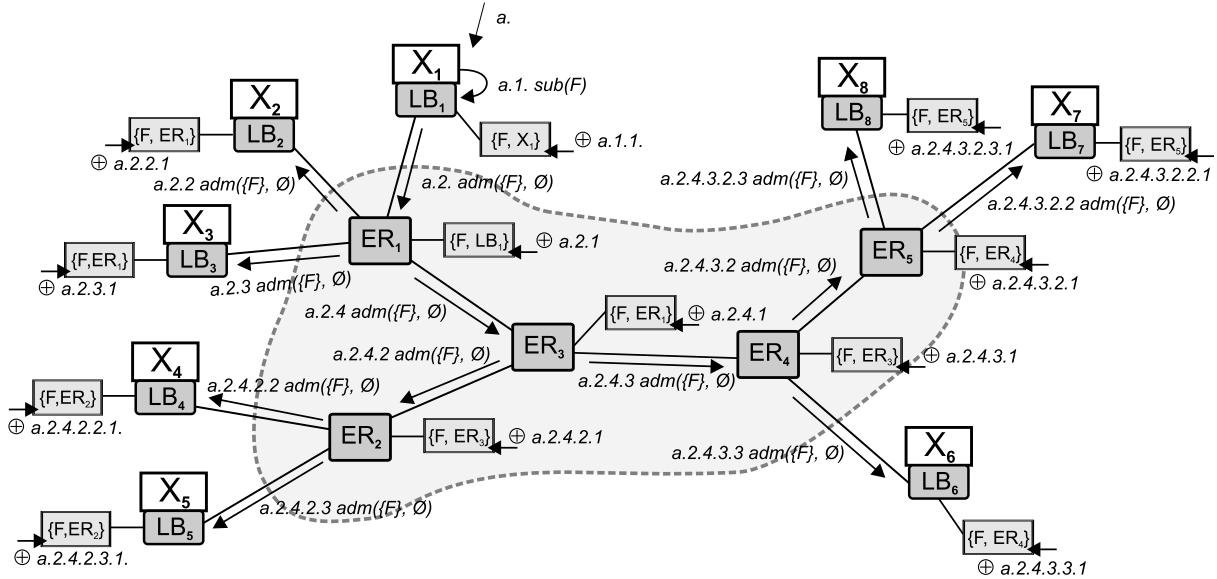 a.
X₁
LB₁
a.1. sub(F)
{F, X₁}
⊕ a.1.1.
X₂
LB₂
{F, ER₁}
⊕ a.2.2.1
a.2.2 adm({F}, Ø)
a.2. adm({F}, Ø)
X₈
LB₈
{F, ER₅}
⊕ a.2.4.3.2.3.1
X₇
LB₇
{F, ER₅}
⊕ a.2.4.3.2.2.1
a.2.4.3.2.3 adm({F}, Ø)
a.2.4.3.2.2 adm({F}, Ø)
X₃
LB₃
{F,ER₁}
⊕ a.2.3.1
a.2.3 adm({F}, Ø)
ER₁
{F, LB₁}
⊕ a.2.1
ER₅
{F, ER₄}
⊕ a.2.4.3.2.1
a.2.4.3.2 adm({F}, Ø)
a.2.4 adm({F}, Ø)
{F, ER₁}
⊕ a.2.4.1
ER₃
ER₄
{F, ER₃}
⊕ a.2.4.3.1
a.2.4.2 adm({F}, Ø)
a.2.4.3 adm({F}, Ø)
X₄
LB₄
{F,ER₂}
⊕ a.2.4.2.2.1.
a.2.4.2.2 adm({F}, Ø)
ER₂
{F, ER₃}
⊕ a.2.4.2.1
a.2.4.3.3 adm({F}, Ø)
X₆
LB₆
{F, ER₄}
⊕ a.2.4.3.3.1
X₅
LB₅
{F,ER₂}
⊕ a.2.4.2.3.1.
a.2.4.2.3 adm({F}, Ø)